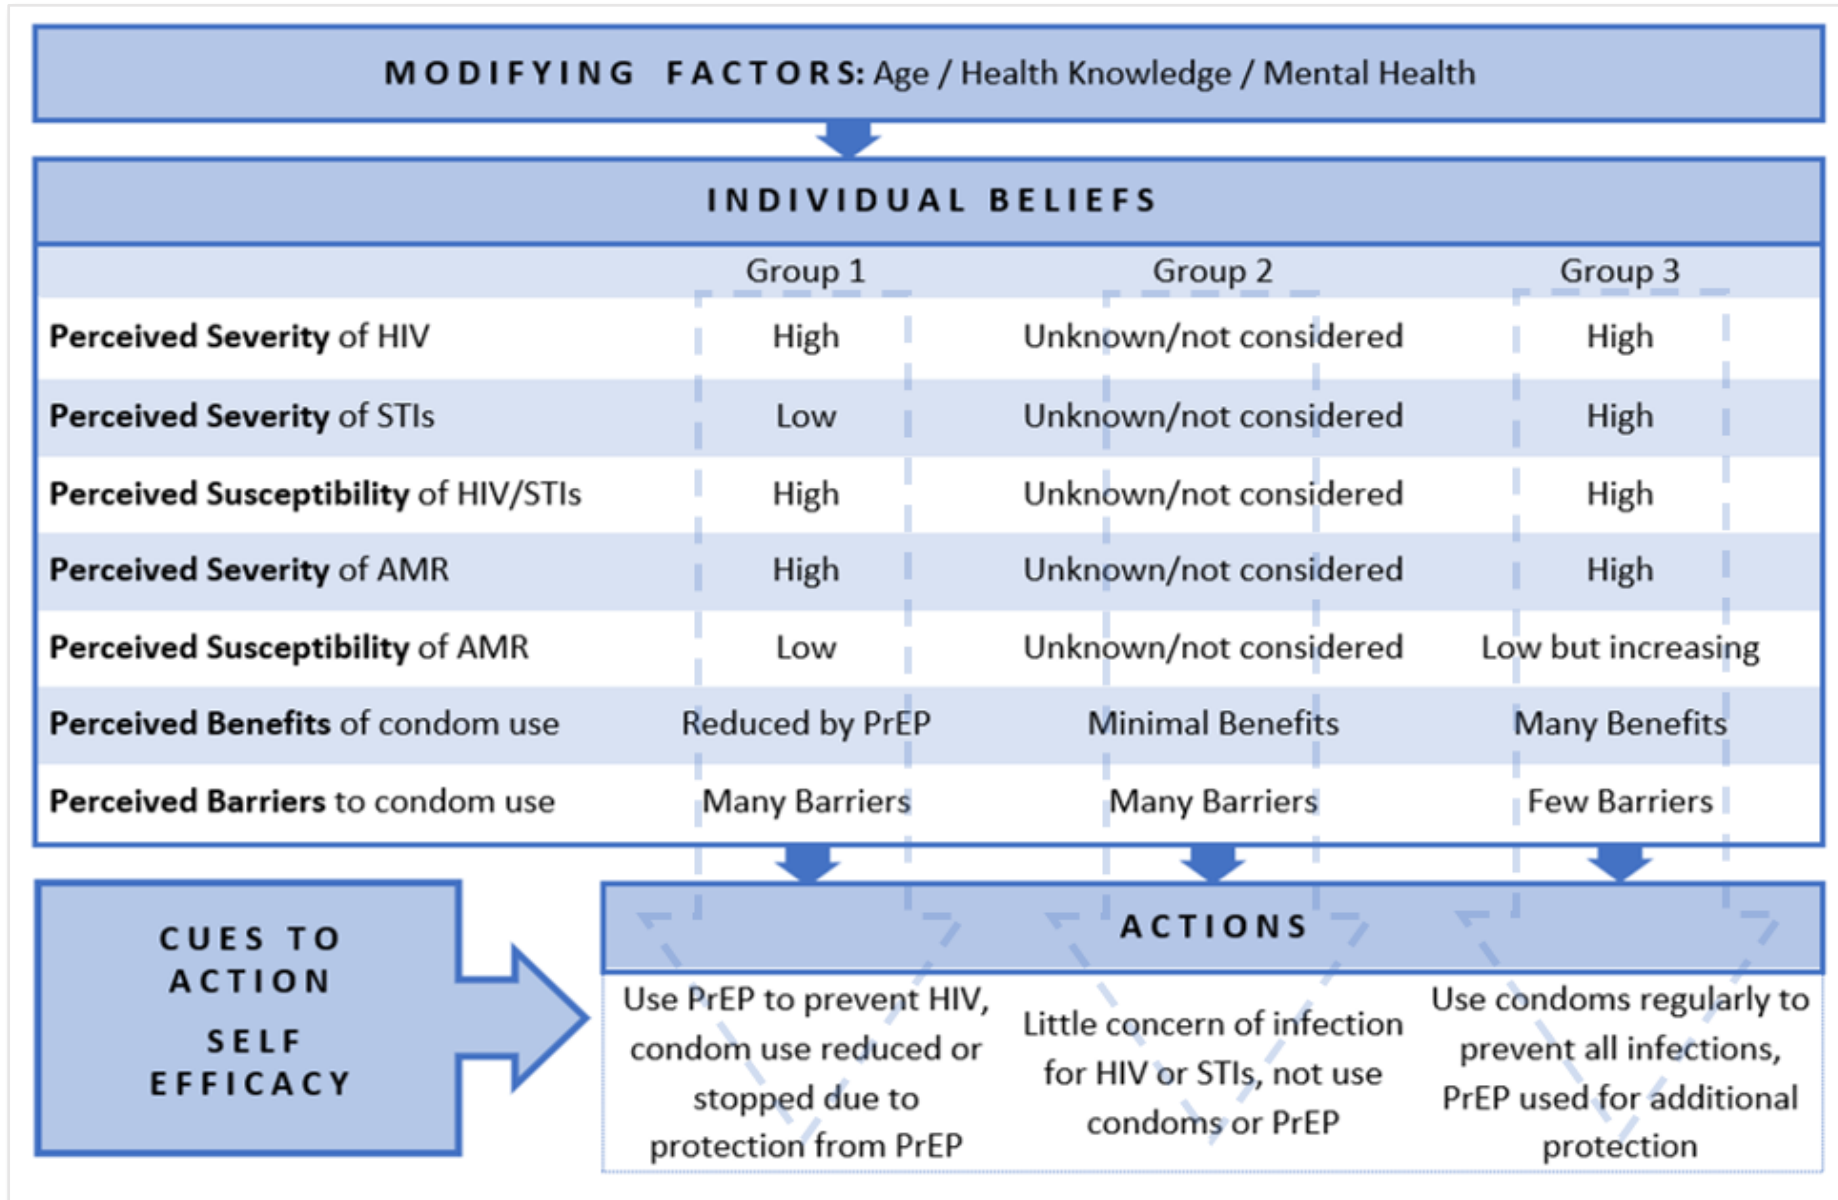 MODIFYING FACTORS: Age / Health Knowledge / Mental Health
INDIVIDUAL BELIEFS
Group 1 Group 2 Group 3
Perceived Severity of HIV High Unknown/not considered High
Perceived Severity of STIs Low Unknown/not considered High
Perceived Susceptibility of HIV/STIs High Unknown/not considered High
Perceived Severity of AMR High Unknown/not considered High
Perceived Susceptibility of AMR Low Unknown/not considered Low but increasing
Perceived Benefits of condom use Reduced by PrEP Minimal Benefits Many Benefits
Perceived Barriers to condom use Many Barriers Many Barriers Few Barriers
CUES TO
ACTION
SELF
EFFICACY
ACTIONS
Use PrEP to prevent HIV,
condom use reduced or
stopped due to
protection from PrEP
Little concern of infection
for HIV or STIs, not use
condoms or PrEP
Use condoms regularly to
prevent all infections,
PrEP used for additional
protection